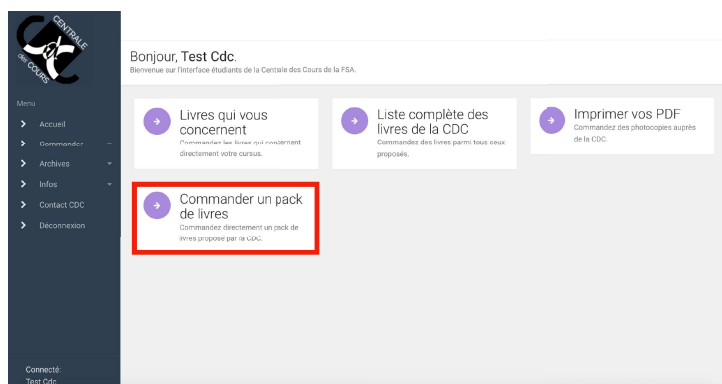 CENTRALE
des COURS
Bonjour, Test Cdc.
Bienvenue sur l'interface étudiants de la Centrale des Cours de la FSA.
Menu
Accueil
Commander
Archives
Infos
Contact CDC
Déconnexion
Livres qui vous
concernent
Commandez les livres qui concernent
directement votre cursus.
Liste complète des
livres de la CDC
Commandez des livres parmi tous ceux
proposés.
Imprimer vos PDF
Commandez des photocopies auprès
de la CDC.
Commander un pack
de livres
Commandez directement un pack de
livres proposé par la CDC.
Connecté:
Test Cdc